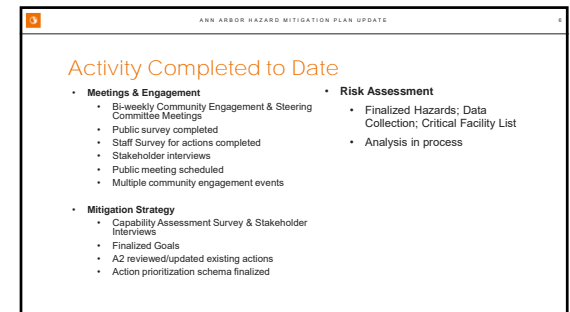 ANN ARBOR HAZARD MITIGATION PLAN UPDATE
6
Activity Completed to Date
• Meetings & Engagement
• Bi-weekly Community Engagement & Steering
Committee Meetings
• Public survey completed
• Staff Survey for actions completed
• Stakeholder interviews
• Public meeting scheduled
• Multiple community engagement events
• Mitigation Strategy
• Capability Assessment Survey & Stakeholder
Interviews
• Finalized Goals
• A2 reviewed/updated existing actions
• Action prioritization schema finalized
• Risk Assessment
• Finalized Hazards; Data
Collection; Critical Facility List
• Analysis in process